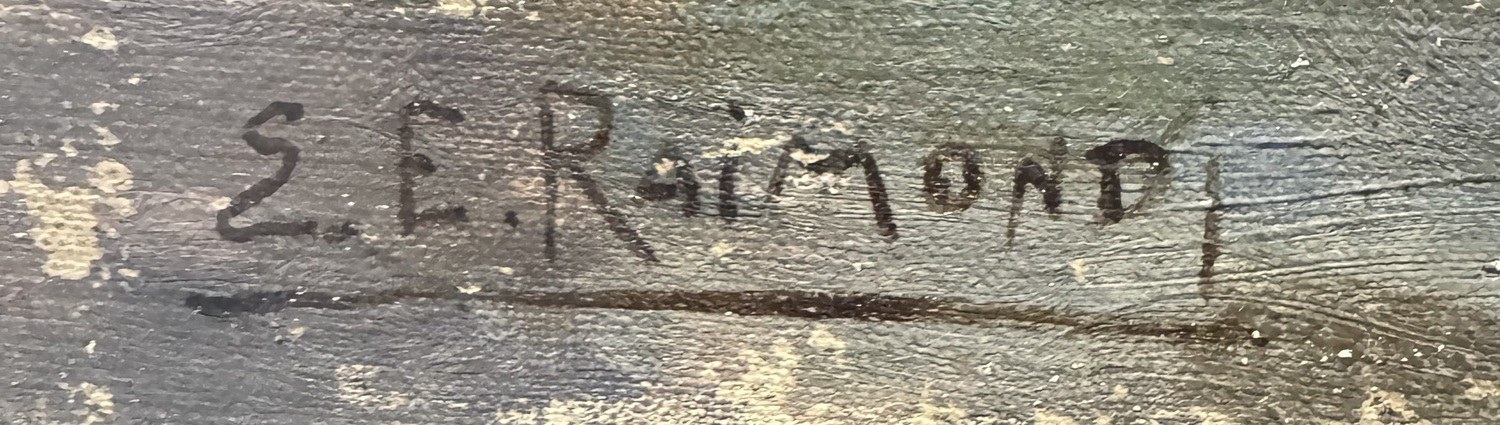 S. E. RaiMONDI